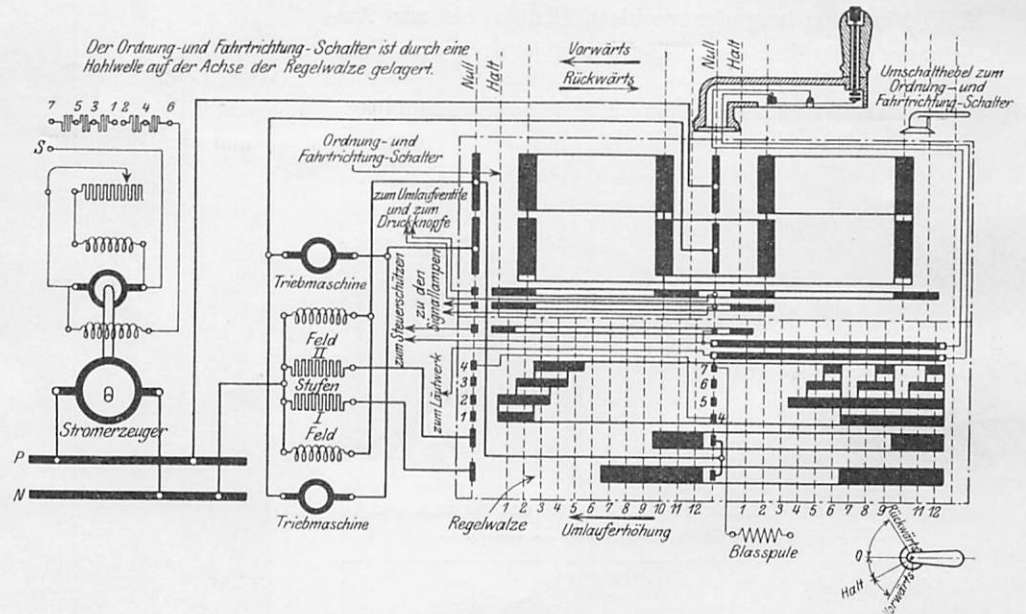 Der Ordnung-und Fahrtrichtung-Schalter ist durch eine
Hohlwelle auf der Achse der Regelwalze gelagert.
Null
Halt
Vorwärts
Rückwärts
Null
Halt
Umschalthebel zum
Ordnung-und
Fahrtrichtung-Schalter
7 5 3 1 2 4 6
S
Ordnung-und
Fahrtrichtung-Schalter
zum Umlaufventile
und zum
Druckknopfe
Triebmaschine
zum Steuerschützen
zu den
Signallampen
zum Läutwerk
Feld
II
Stufen
I
Feld
Stromerzeuger
P
N
Triebmaschine
4
3
2
1
7
6
5
4
1 2 3 4 5 6 7 8 9 10 11 12
1 2 3 4 5 6 7 8 9 10 11 12
Regelwalze
Umlauferhöhung
Blasspule
Rückwärts
0
Halt
Vorwärts